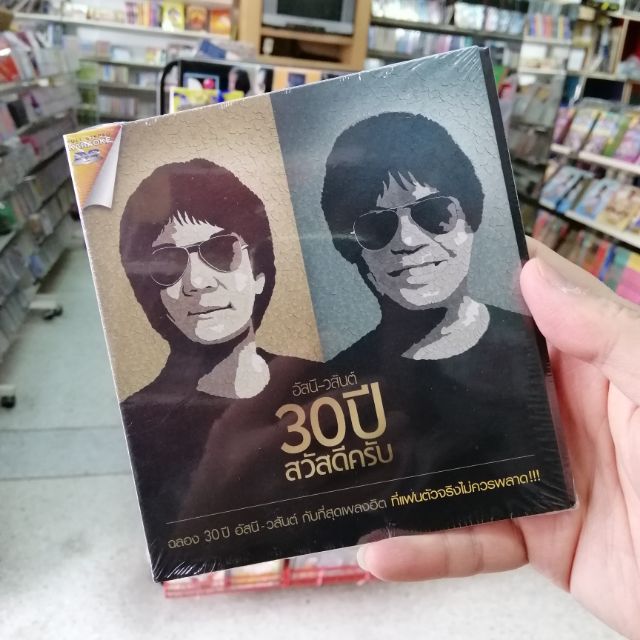 KARAOKE
อัสนี-วสันต์
30ปี
สวัสดีครับ
ฉลอง 30 ปี อัสนี-วสันต์ กับที่สุดเพลงฮิต ที่แฟนตัวจริงไม่ควรพลาด!!!